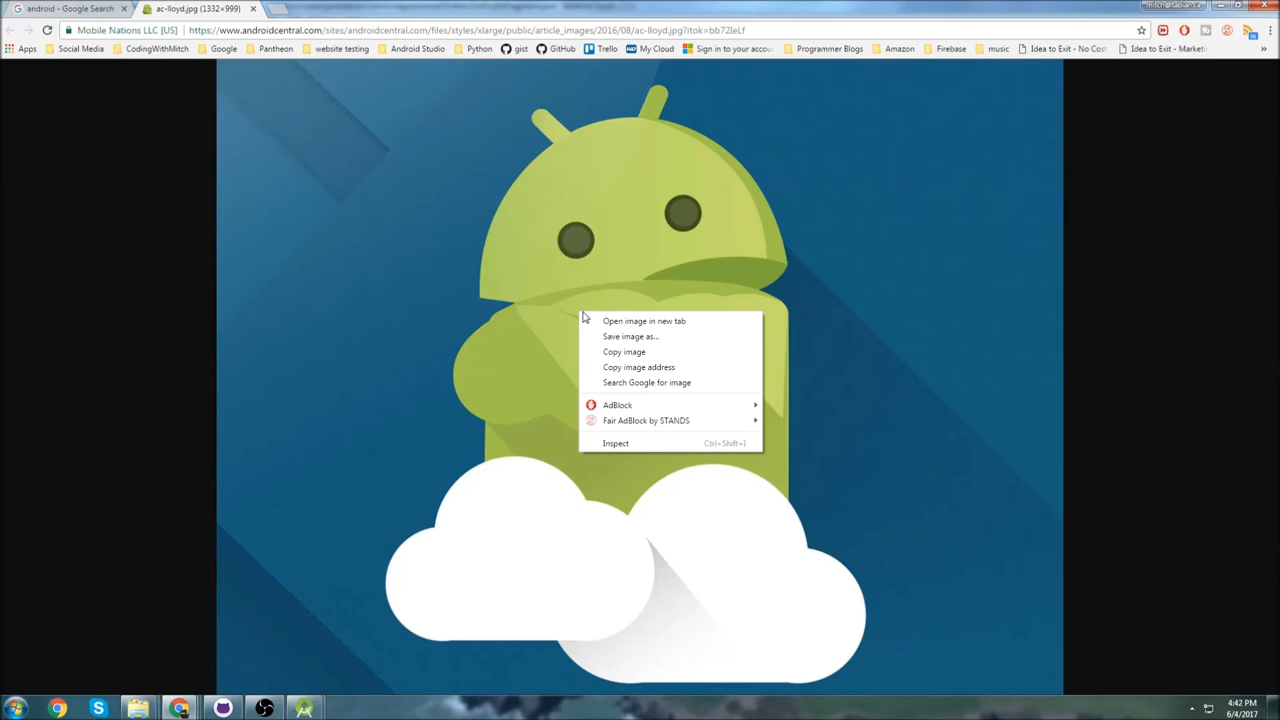 android - Google Search
ac-lloyd.jpg (1332×999)
Mobile Nations LLC [US]
https://www.androidcentral.com/sites/androidcentral.com/files/styles/xlarge/public/article_images/2016/08/ac-lloyd.jpg?itok=bb72IeLf
Apps Social Media CodingWithMitch Google Pantheon website testing Android Studio Python gist GitHub Trello My Cloud Sign in to your accou Programmer Blogs Amazon Firebase music Idea to Exit - No Cost Idea to Exit - Market
Open image in new tab
Save image as...
Copy image
Copy image address
Search Google for image
AdBlock
Fair AdBlock by STANDS
Inspect Ctrl+Shift+I
4:42 PM
6/4/2017